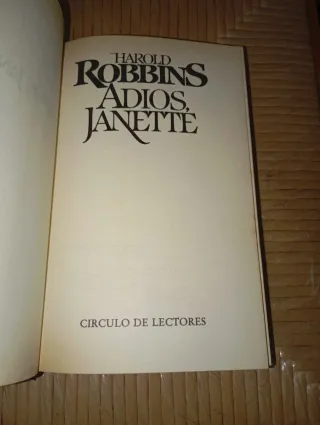 HAROLD
ROBBINS
ADIOS,
JANETTE
CIRCULO DE LECTORES